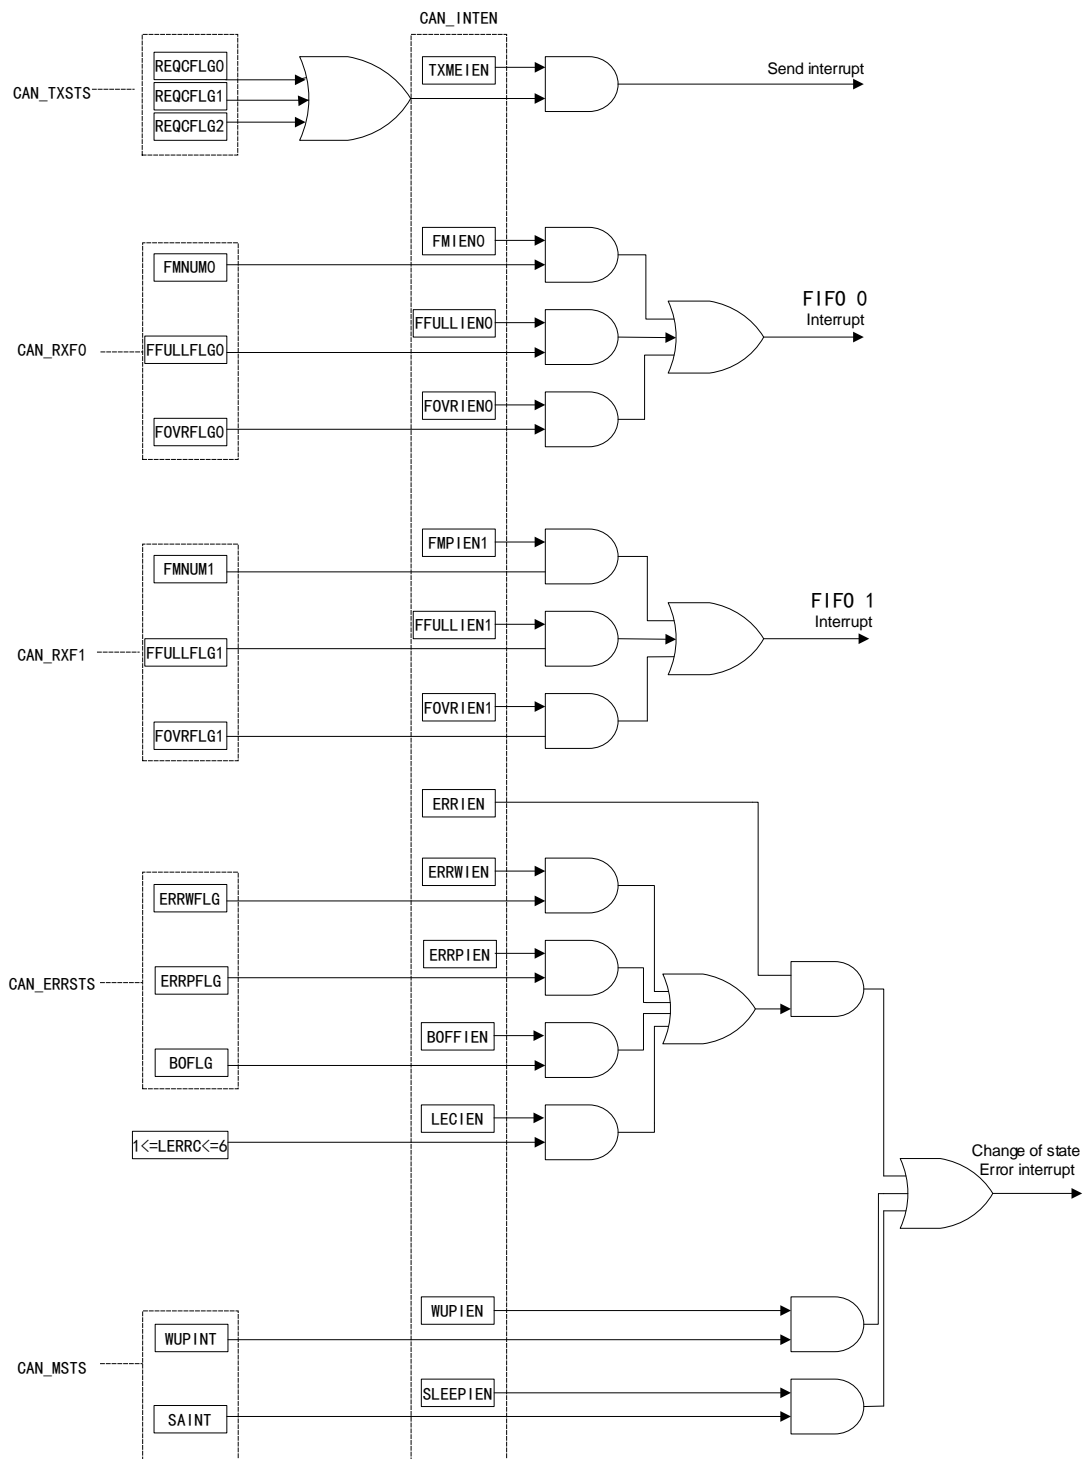 CAN_INTEN
REQCFLG0
TXMEIEN
Send interrupt
CAN_TXSTS
REQCFLG1
REQCFLG2
FMIEN0
FMNUM0
FIFO 0
Interrupt
FFULLIEN0
CAN_RXF0
FFULLFLG0
FOVRIEN0
FOVRFLG0
FMPIEN1
FMNUM1
FIFO 1
Interrupt
FFULLIEN1
CAN_RXF1
FFULLFLG1
FOVRIEN1
FOVRFLG1
ERRIEN
ERRWIEN
ERRWFLG
ERRPIEN
CAN_ERRSTS
ERRPFLG
BOFFIEN
BOFLG
LECIEN
1<=LERRC<=6
Change of state
Error interrupt
WUPIEN
WUPINT
CAN_MSTS
SLEEPIEN
SAINT